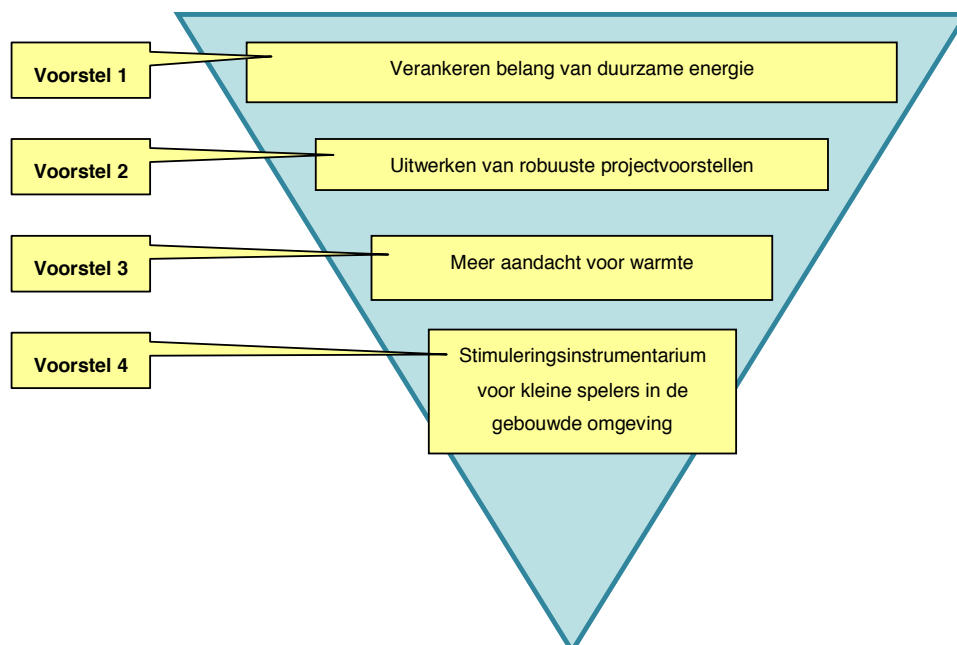 Voorstel 1
Verankeren belang van duurzame energie
Voorstel 2
Uitwerken van robuuste projectvoorstellen
Voorstel 3
Meer aandacht voor warmte
Voorstel 4
Stimuleringsinstrumentarium
voor kleine spelers in de
gebouwde omgeving